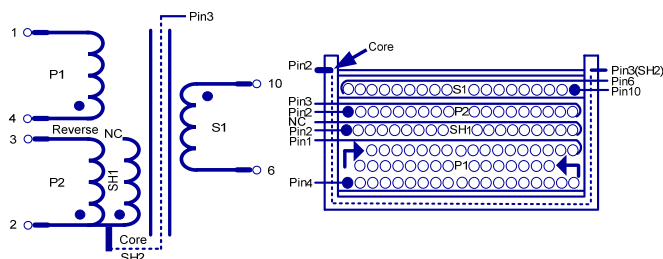 Pin3
1
P1
4
Reverse
NC
3
P2
SH1
2
Core
SH2
10
S1
6
Core
Pin2
Pin3(SH2)
Pin6
S1
Pin10
Pin3
Pin2
P2
NC
Pin2
SH1
Pin1
P1
Pin4